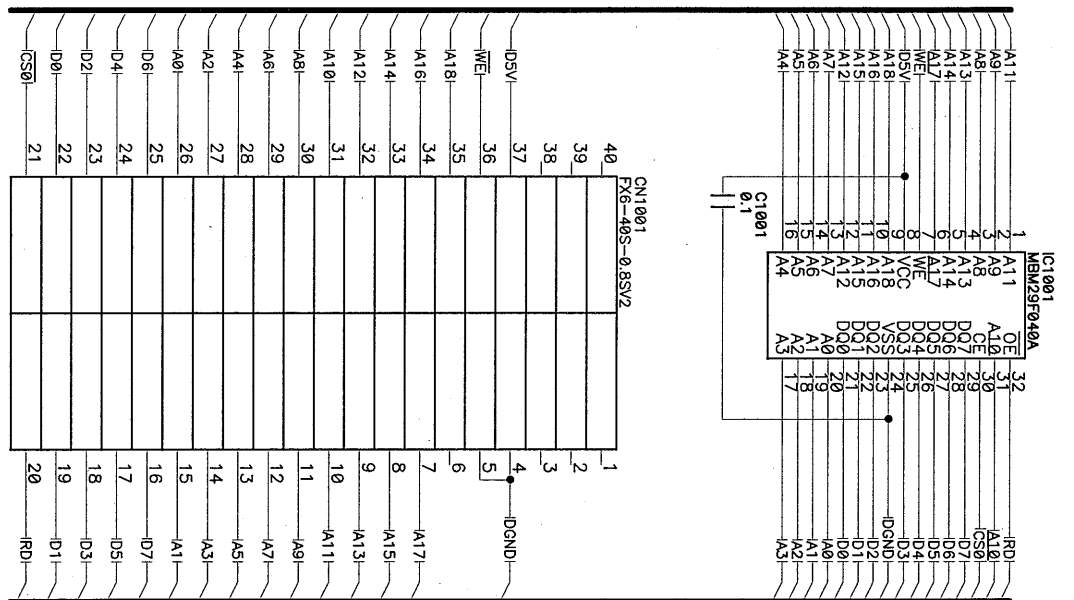 IC1001
MBM29F040A
|A11| 1 A11 OE 32 |RD|
|A9| 2 A9 A10 31 |A10|
|A8| 3 A8 CE 30 |CS0|
|A13| 4 A13 DQ7 29 |D7|
|A14| 5 A14 DQ6 28 |D6|
|A17| 6 A17 DQ5 27 |D5|
|WE| 7 WE DQ4 26 |D4|
|D5V| 8 VCC DQ3 25 |D3|
|A18| 9 A18 VSS 24 |DGND|
|A16| 10 A16 DQ2 23 |D2|
|A15| 11 A15 DQ1 22 |D1|
|A12| 12 A12 DQ0 21 |D0|
|A7| 13 A7 A0 20 |A0|
|A6| 14 A6 A1 19 |A1|
|A5| 15 A5 A2 18 |A2|
|A4| 16 A4 A3 17 |A3|
C1001
0.1
CN1001
FX6-40S-0.8SV2
40 1
39 2
38 3
|D5V| 37 4 |DGND|
|WE| 36 5
|A18| 35 6
|A16| 34 7 |A17|
|A14| 33 8 |A15|
|A12| 32 9 |A13|
|A10| 31 10 |A11|
|A8| 30 11 |A9|
|A6| 29 12 |A7|
|A4| 28 13 |A5|
|A2| 27 14 |A3|
|A0| 26 15 |A1|
|D6| 25 16 |D7|
|D4| 24 17 |D5|
|D2| 23 18 |D3|
|D0| 22 19 |D1|
|CS0| 21 20 |RD|